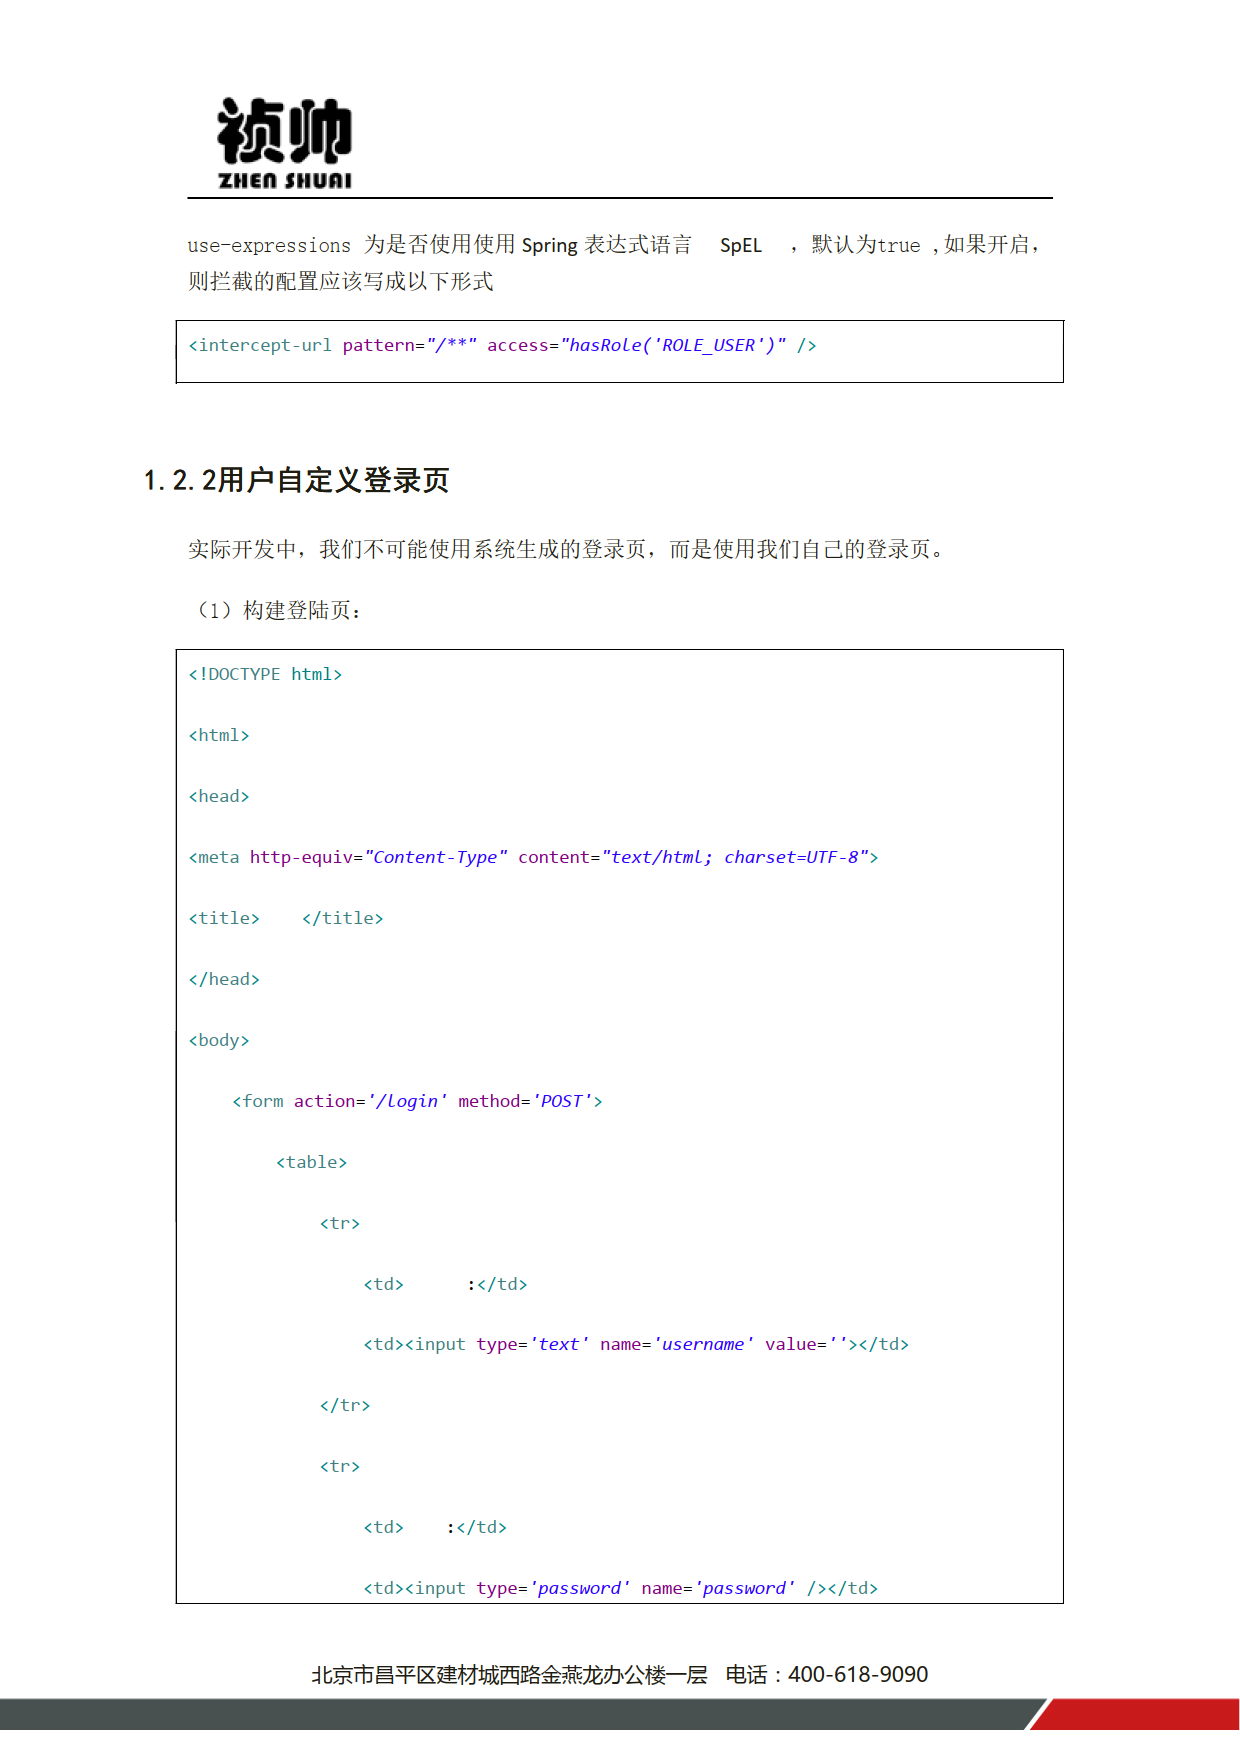 祯帅
ZHEN SHUAI
use-expressions 为是否使用使用 Spring 表达式语言 SpEL ，默认为true ,如果开启，
则拦截的配置应该写成以下形式
<intercept-url pattern="/**" access="hasRole('ROLE_USER')" />
1.2.2用户自定义登录页
实际开发中，我们不可能使用系统生成的登录页，而是使用我们自己的登录页。
（1）构建登陆页：
<!DOCTYPE html>
<html>
<head>
<meta http-equiv="Content-Type" content="text/html; charset=UTF-8">
<title> </title>
</head>
<body>
<form action='/login' method='POST'>
<table>
<tr>
<td> :</td>
<td><input type='text' name='username' value=''></td>
</tr>
<tr>
<td> :</td>
<td><input type='password' name='password' /></td>
北京市昌平区建材城西路金燕龙办公楼一层 电话：400-618-9090